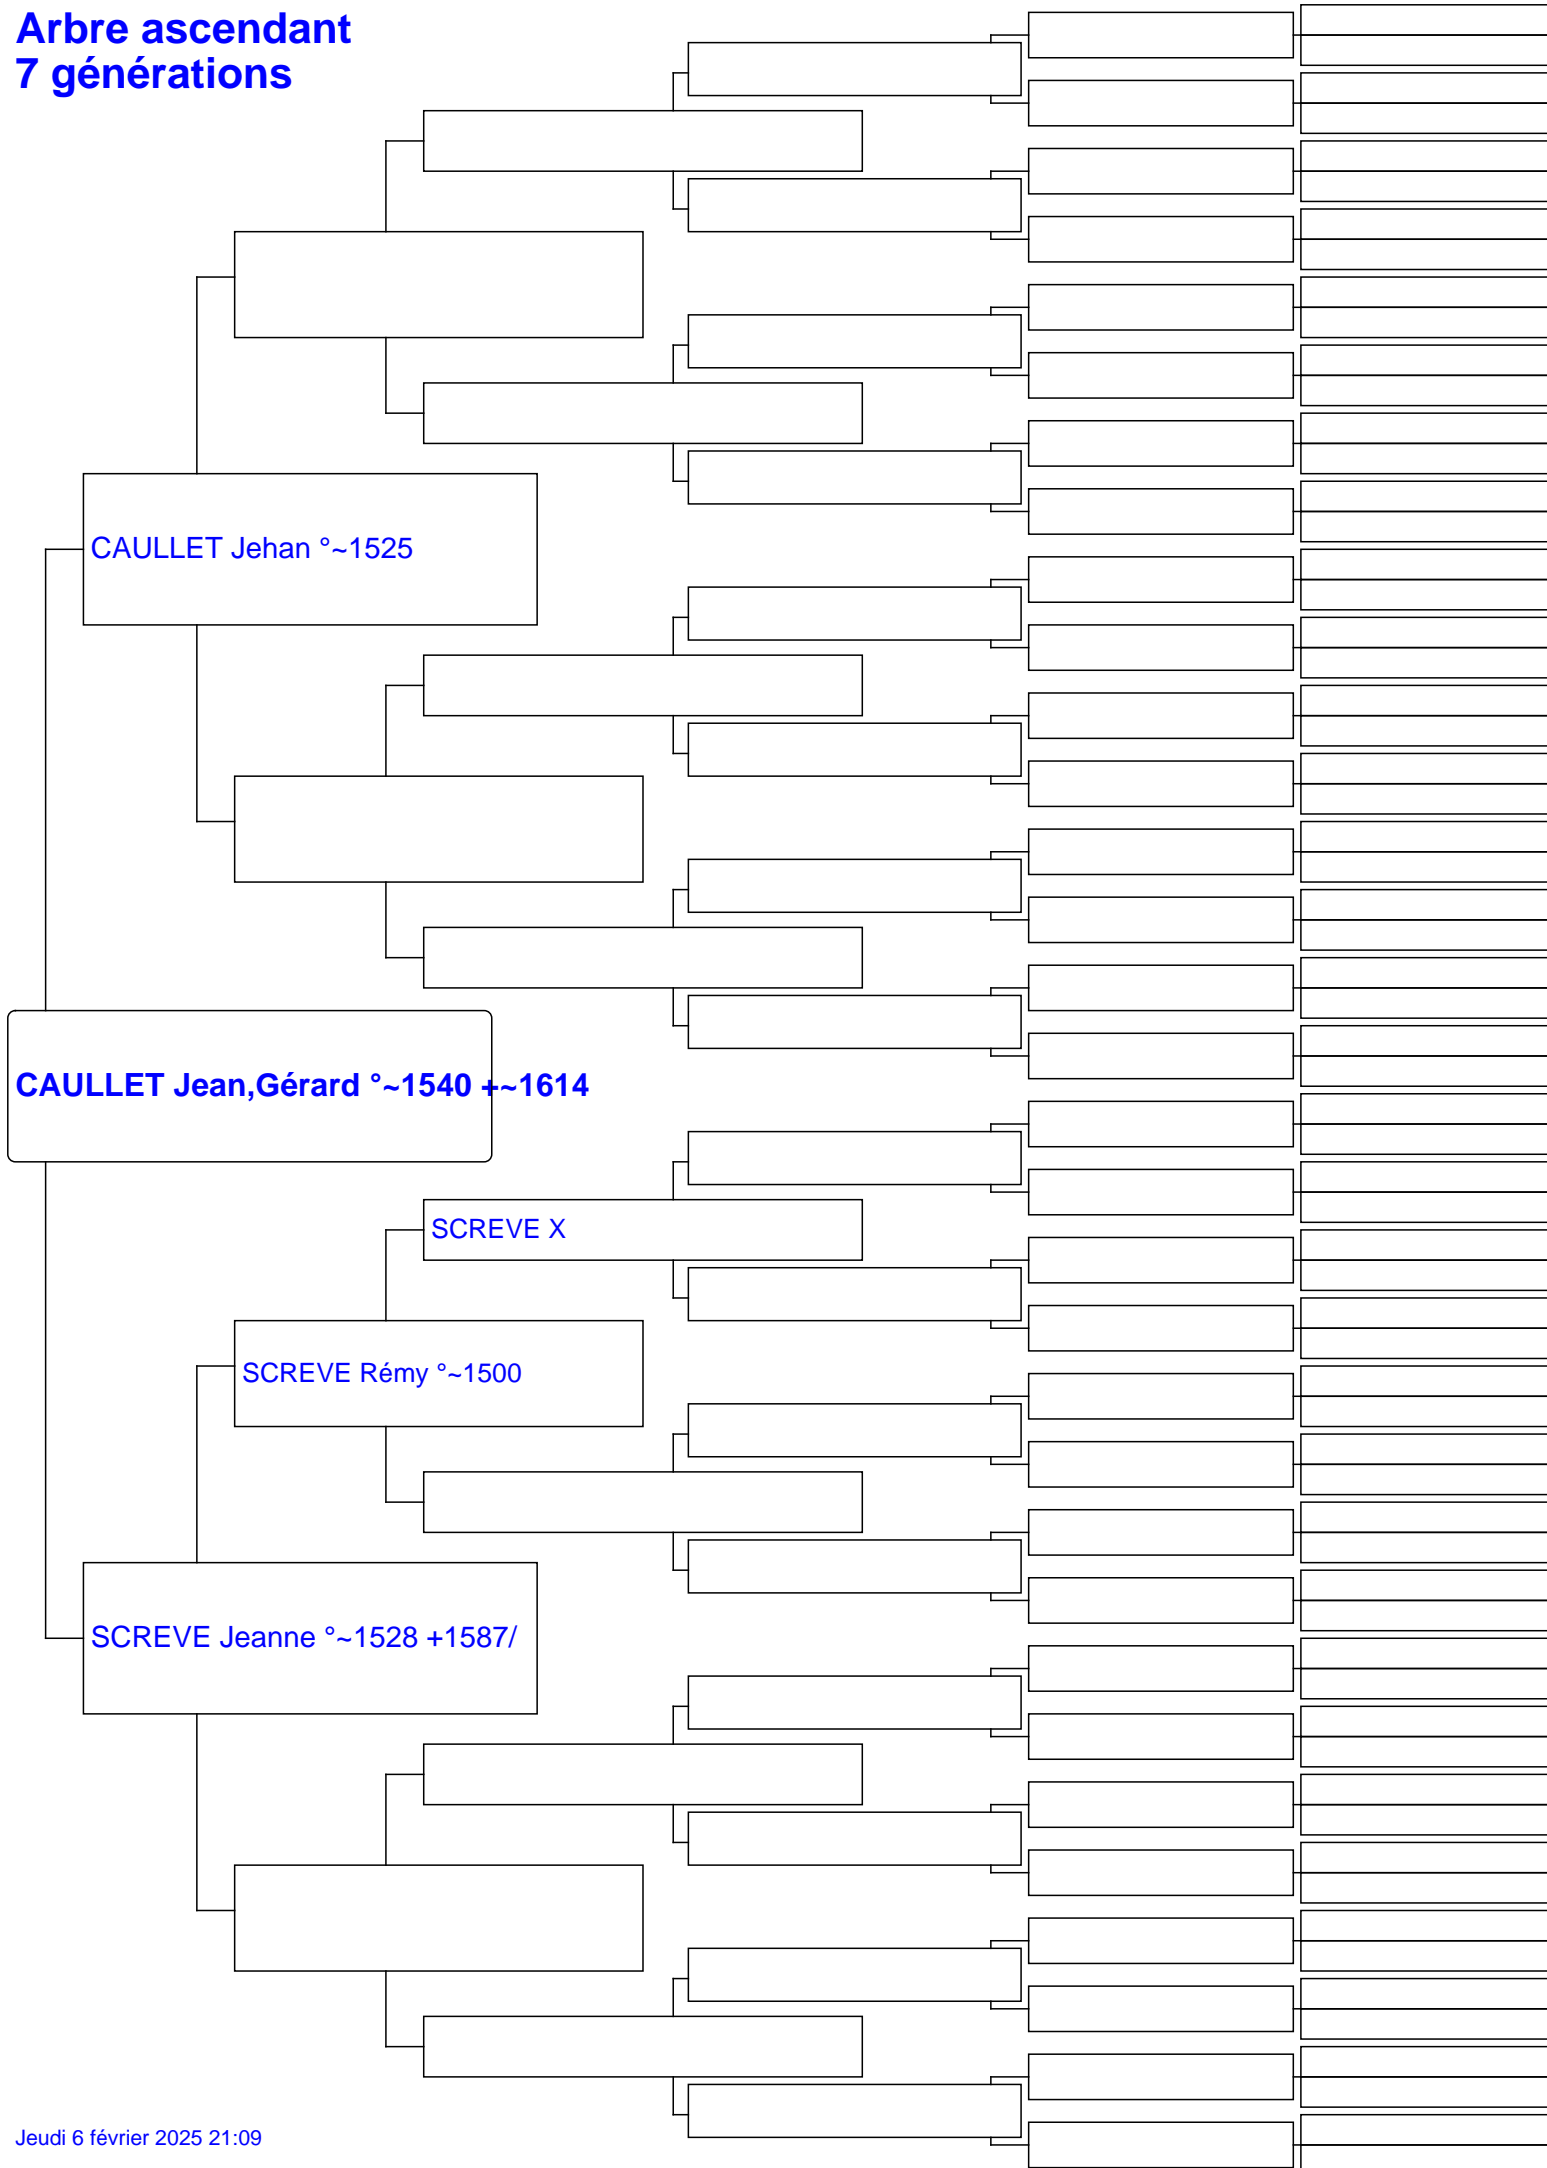 Arbre ascendant
7 générations
CAULLET Jehan °~1525
CAULLET Jean,Gérard °~1540 +~1614
SCREVE X
SCREVE Rémy °~1500
SCREVE Jeanne °~1528 +1587/
Jeudi 6 février 2025 21:09